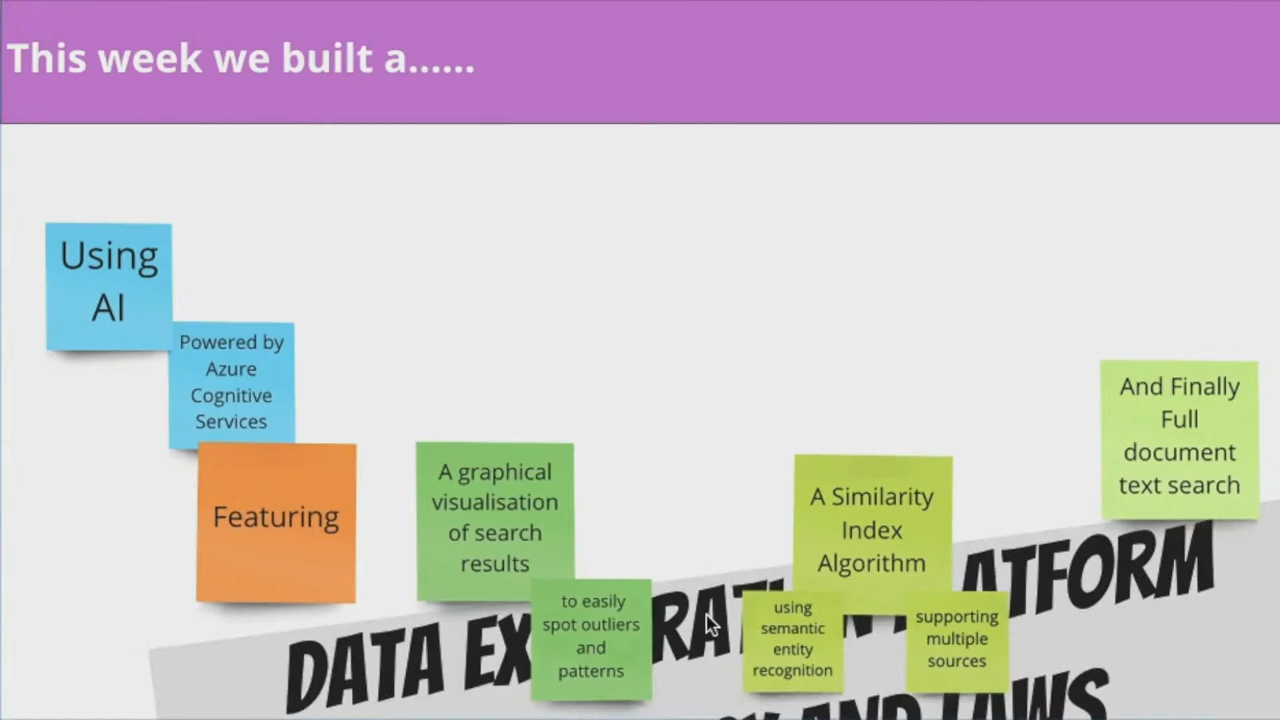 This week we built a......
Using
AI
Powered by
Azure
Cognitive
Services
Featuring
A graphical
visualisation
of search
results
to easily
spot outliers
and
patterns
A Similarity
Index
Algorithm
using
semantic
entity
recognition
supporting
multiple
sources
And Finally
Full
document
text search
DATA
AND LAWS